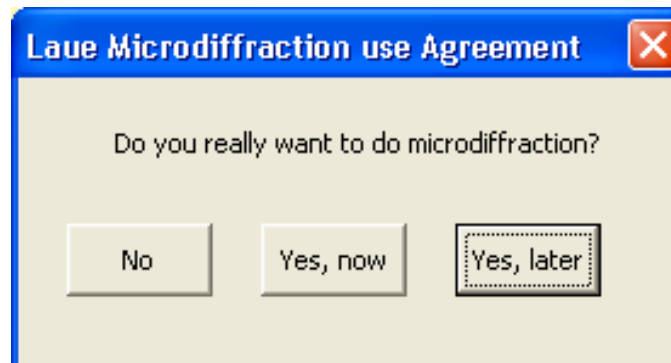 Laue Microdiffraction use Agreement
Do you really want to do microdiffraction?
No
Yes, now
Yes, later